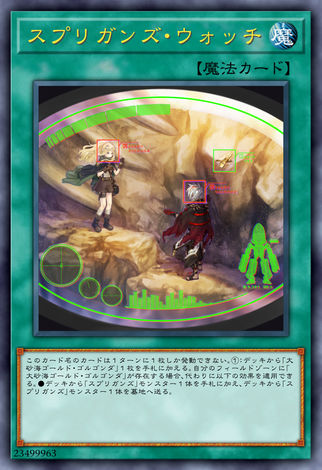 スプリガンズ・ウォッチ
魔
【魔法カード】
このカード名のカードは1ターンに1枚しか発動できない。①:デッキから「大
砂海ゴールド・ゴルゴンダ」1枚を手札に加える。自分のフィールドゾーンに
「大砂海ゴールド・ゴルゴンダ」が存在する場合、代わりに以下の効果を適用でき
る。●デッキから「スプリガンズ」モンスター1体を手札に加え、デッキから「ス
プリガンズ」モンスター1体を墓地へ送る。
23499963